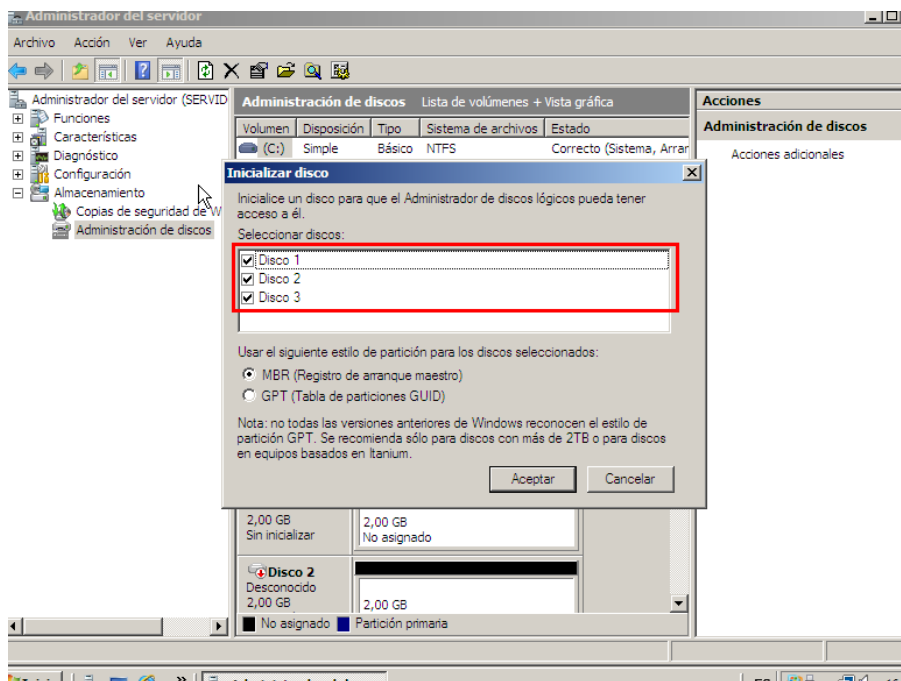 Administrador del servidor
Archivo Acción Ver Ayuda
Administrador del servidor (SERVID
Funciones
Características
Diagnóstico
Configuración
Almacenamiento
Copias de seguridad de W
Administración de discos
Administración de discos Lista de volúmenes + Vista gráfica
Volumen Disposición Tipo Sistema de archivos Estado
(C:) Simple Básico NTFS Correcto (Sistema, Arrar
Acciones
Administración de discos
Acciones adicionales
Inicializar disco
Inicialice un disco para que el Administrador de discos lógicos pueda tener
acceso a él.
Seleccionar discos:
Disco 1
Disco 2
Disco 3
Usar el siguiente estilo de partición para los discos seleccionados:
MBR (Registro de arranque maestro)
GPT (Tabla de particiones GUID)
Nota: no todas las versiones anteriores de Windows reconocen el estilo de
partición GPT. Se recomienda sólo para discos con más de 2TB o para discos
en equipos basados en Itanium.
Aceptar Cancelar
2,00 GB
Sin inicializar
2,00 GB
No asignado
Disco 2
Desconocido
2,00 GB
2,00 GB
No asignado Partición primaria